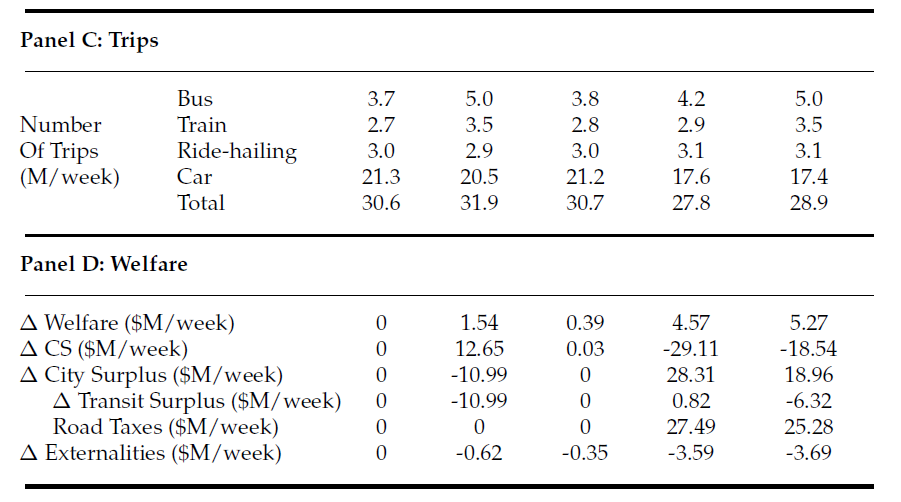 Panel C: Trips
Bus 3.7 5.0 3.8 4.2 5.0
Number Train 2.7 3.5 2.8 2.9 3.5
Of Trips Ride-hailing 3.0 2.9 3.0 3.1 3.1
(M/week) Car 21.3 20.5 21.2 17.6 17.4
Total 30.6 31.9 30.7 27.8 28.9
Panel D: Welfare
Δ Welfare ($M/week) 0 1.54 0.39 4.57 5.27
Δ CS ($M/week) 0 12.65 0.03 -29.11 -18.54
Δ City Surplus ($M/week) 0 -10.99 0 28.31 18.96
Δ Transit Surplus ($M/week) 0 -10.99 0 0.82 -6.32
Road Taxes ($M/week) 0 0 0 27.49 25.28
Δ Externalities ($M/week) 0 -0.62 -0.35 -3.59 -3.69